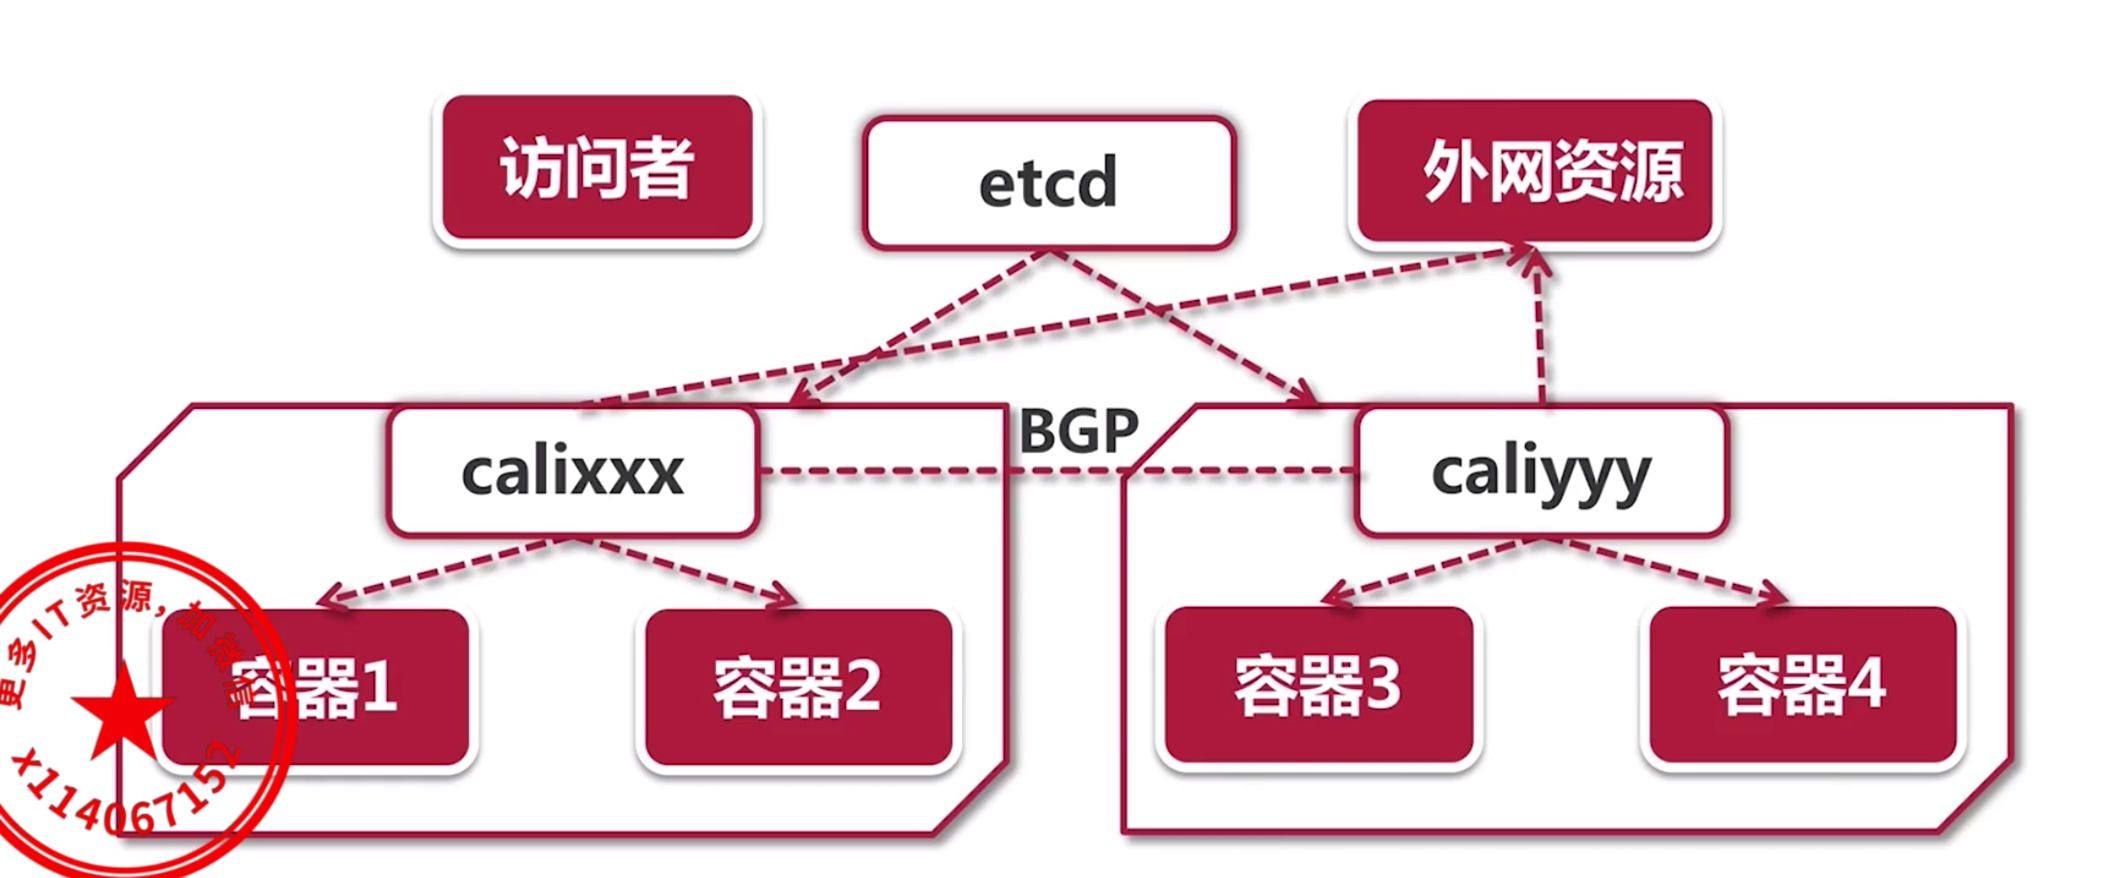 访问者
etcd
外网资源
BGP
calixxx
caliyyy
容器1
容器2
容器3
容器4
更多IT资源，加微信
x114067152